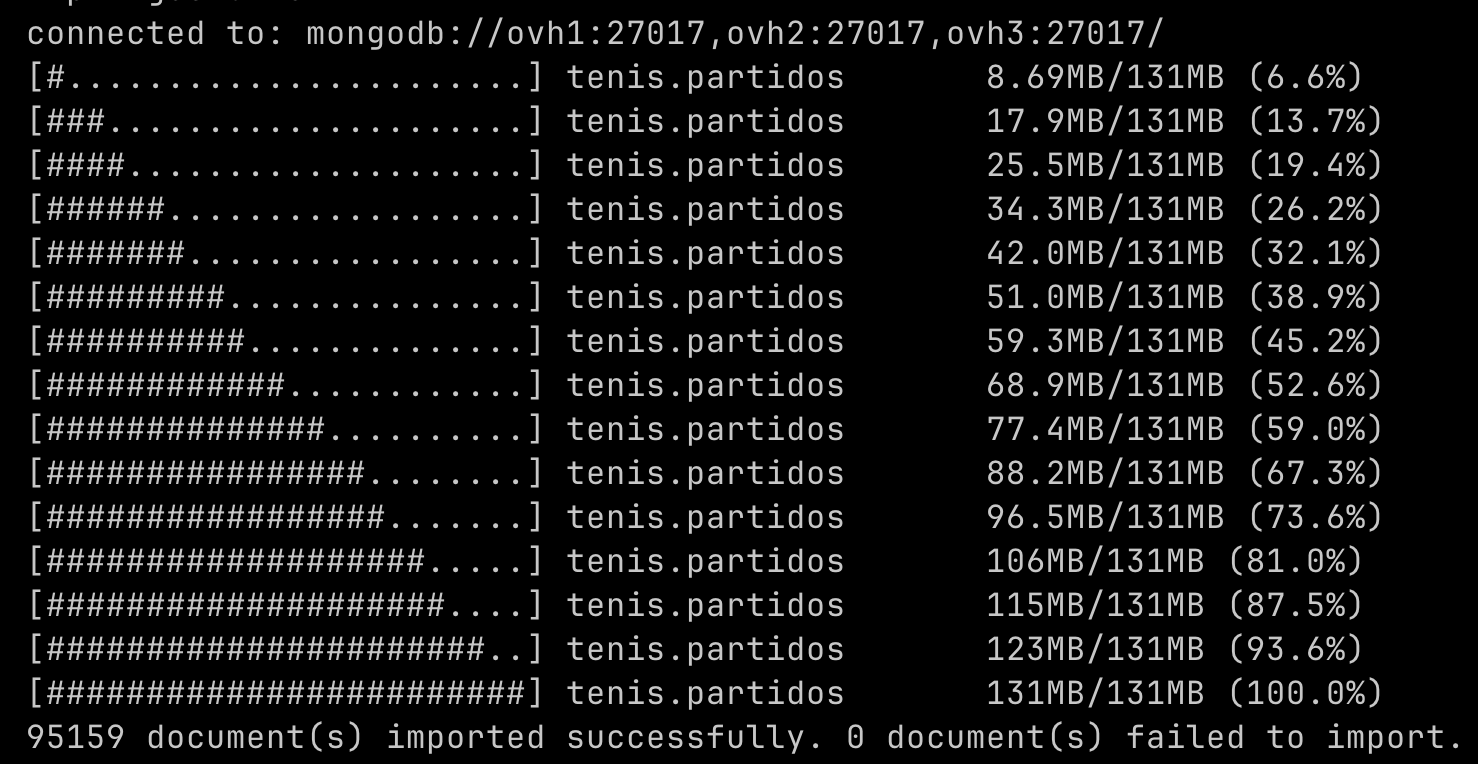 connected to: mongodb://ovh1:27017,ovh2:27017,ovh3:27017/
[#.......................] tenis.partidos       8.69MB/131MB (6.6%)
[###.....................] tenis.partidos       17.9MB/131MB (13.7%)
[####....................] tenis.partidos       25.5MB/131MB (19.4%)
[######..................] tenis.partidos       34.3MB/131MB (26.2%)
[#######.................] tenis.partidos       42.0MB/131MB (32.1%)
[#########...............] tenis.partidos       51.0MB/131MB (38.9%)
[##########..............] tenis.partidos       59.3MB/131MB (45.2%)
[############............] tenis.partidos       68.9MB/131MB (52.6%)
[##############..........] tenis.partidos       77.4MB/131MB (59.0%)
[################........] tenis.partidos       88.2MB/131MB (67.3%)
[#################.......] tenis.partidos       96.5MB/131MB (73.6%)
[###################.....] tenis.partidos       106MB/131MB (81.0%)
[####################....] tenis.partidos       115MB/131MB (87.5%)
[######################..] tenis.partidos       123MB/131MB (93.6%)
[########################] tenis.partidos       131MB/131MB (100.0%)
95159 document(s) imported successfully. 0 document(s) failed to import.